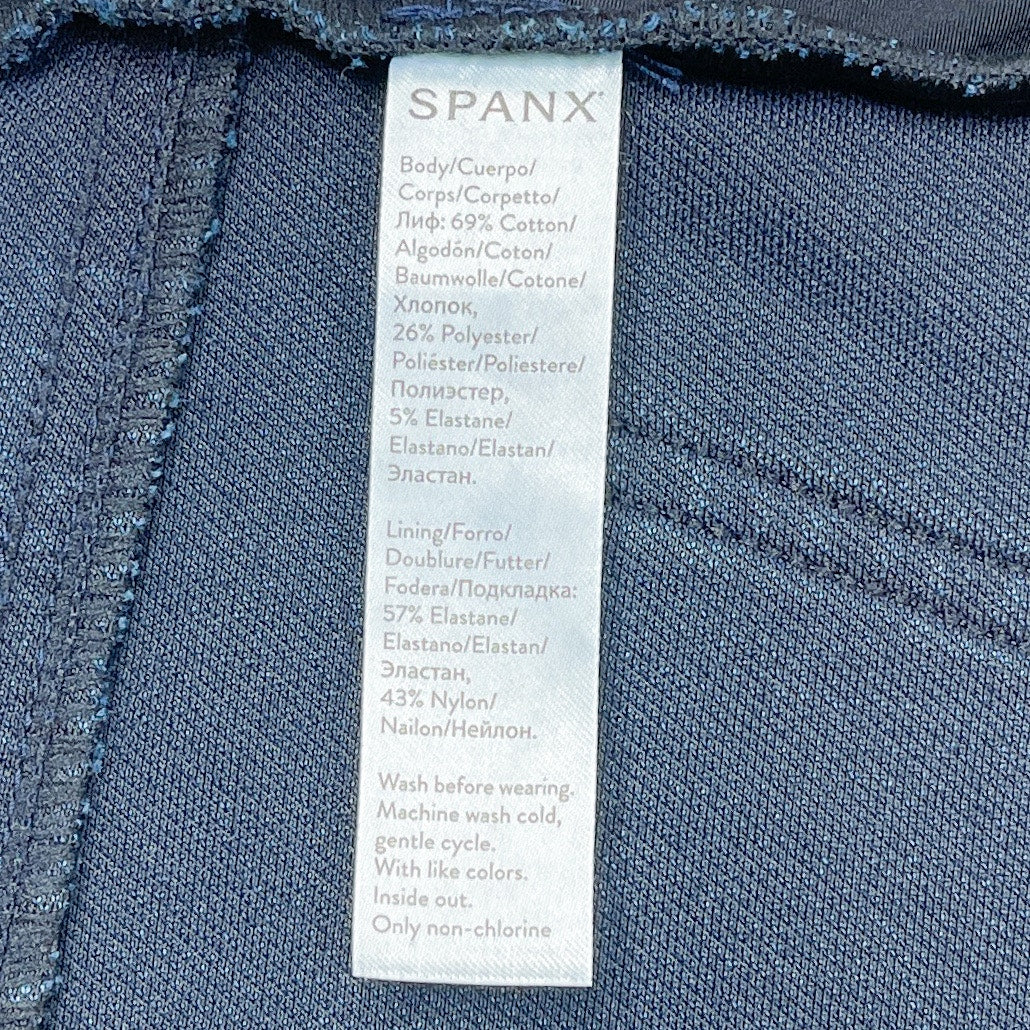 SPANX®
Body/Cuerpo/
Corps/Corpetto/
Лиф: 69% Cotton/
Algodón/Coton/
Baumwolle/Cotone/
Хлопок,
26% Polyester/
Poliéster/Poliestere/
Полиэстер,
5% Elastane/
Elastano/Elastan/
Эластан.
Lining/Forro/
Doublure/Futter/
Fodera/Подкладка:
57% Elastane/
Elastano/Elastan/
Эластан,
43% Nylon/
Naïlon/Нейлон.
Wash before wearing.
Machine wash cold,
gentle cycle.
With like colors.
Inside out.
Only non-chlorine